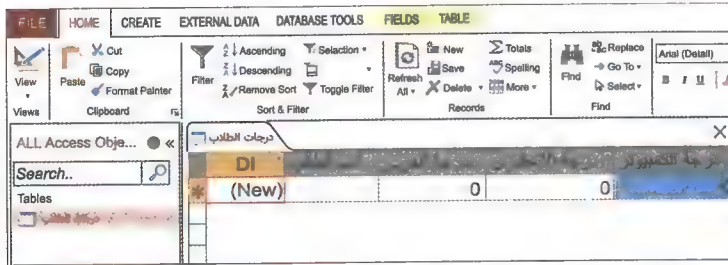 FILE HOME CREATE EXTERNAL DATA DATABASE TOOLS FIELDS TABLE
View Paste Cut Copy Format Painter
Filter Ascending Descending Remove Sort Selection Toggle Filter
Refresh All New Save Delete Totals Spelling More
Find Replace Go To Select
Arial (Detail)
B I U
Views Clipboard Sort & Filter Records Find
ALL Access Obje... «
درجات الطلاب
Search..
DI
درجة الكمبيوتر
(New) 0 0
Tables